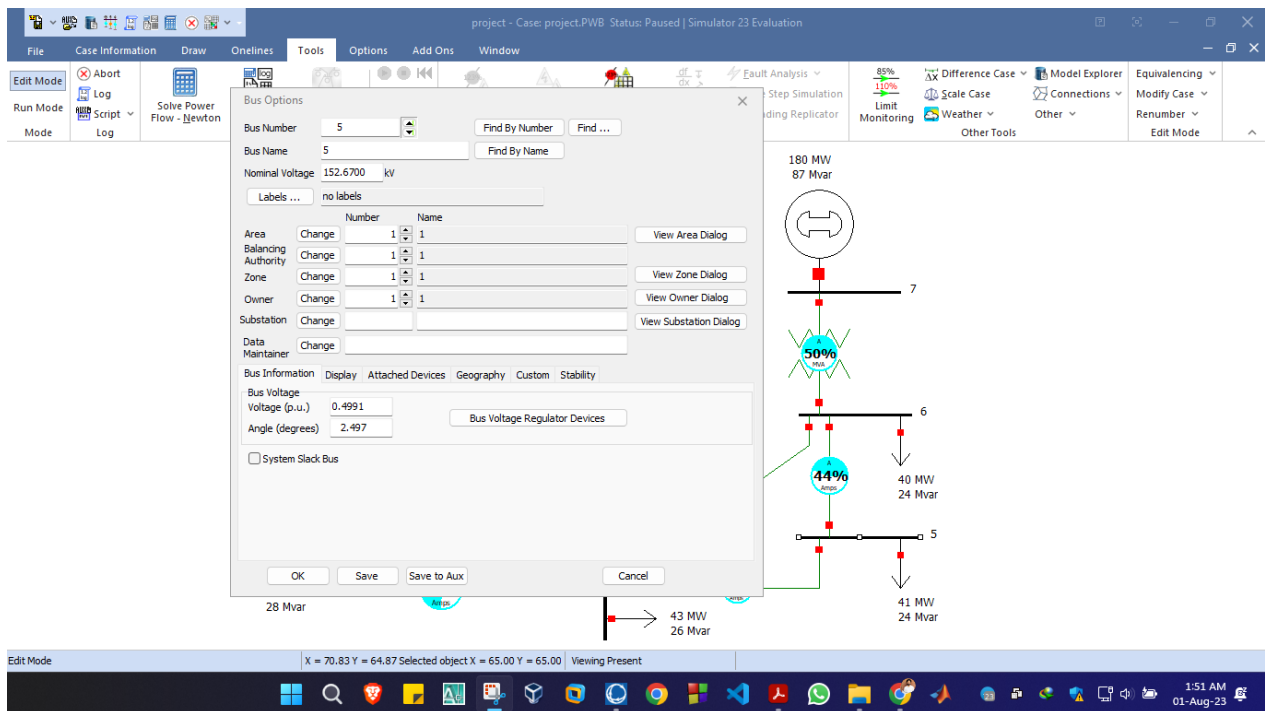 project - Case: project.PWB Status: Paused | Simulator 23 Evaluation
File Case Information Draw Onelines Tools Options Add Ons Window
Edit Mode
Run Mode
Mode
Abort
Log
Script
Log
Solve Power
Flow - Newton
Fault Analysis
Step Simulation
ding Replicator
85%
110%
Limit
Monitoring
Difference Case
Scale Case
Weather
Model Explorer
Connections
Other
Other Tools
Equivalencing
Modify Case
Renumber
Edit Mode
Bus Options
Bus Number 5 Find By Number Find ...
Bus Name 5 Find By Name
Nominal Voltage 152.6700 kV
Labels ... no labels
Number Name
Area Change 1 1 View Area Dialog
Balancing
Authority Change 1 1
Zone Change 1 1 View Zone Dialog
Owner Change 1 1 View Owner Dialog
Substation Change View Substation Dialog
Data
Maintainer Change
Bus Information Display Attached Devices Geography Custom Stability
Bus Voltage
Voltage (p.u.) 0.4991
Angle (degrees) 2.497
Bus Voltage Regulator Devices
System Slack Bus
OK Save Save to Aux Cancel
180 MW
87 Mvar
7
A
50%
MVA
6
A
44%
Amps
40 MW
24 Mvar
5
41 MW
24 Mvar
28 Mvar
Amps
43 MW
26 Mvar
Amps
Edit Mode X = 70.83 Y = 64.87 Selected object X = 65.00 Y = 65.00 Viewing Present
1:51 AM
01-Aug-23